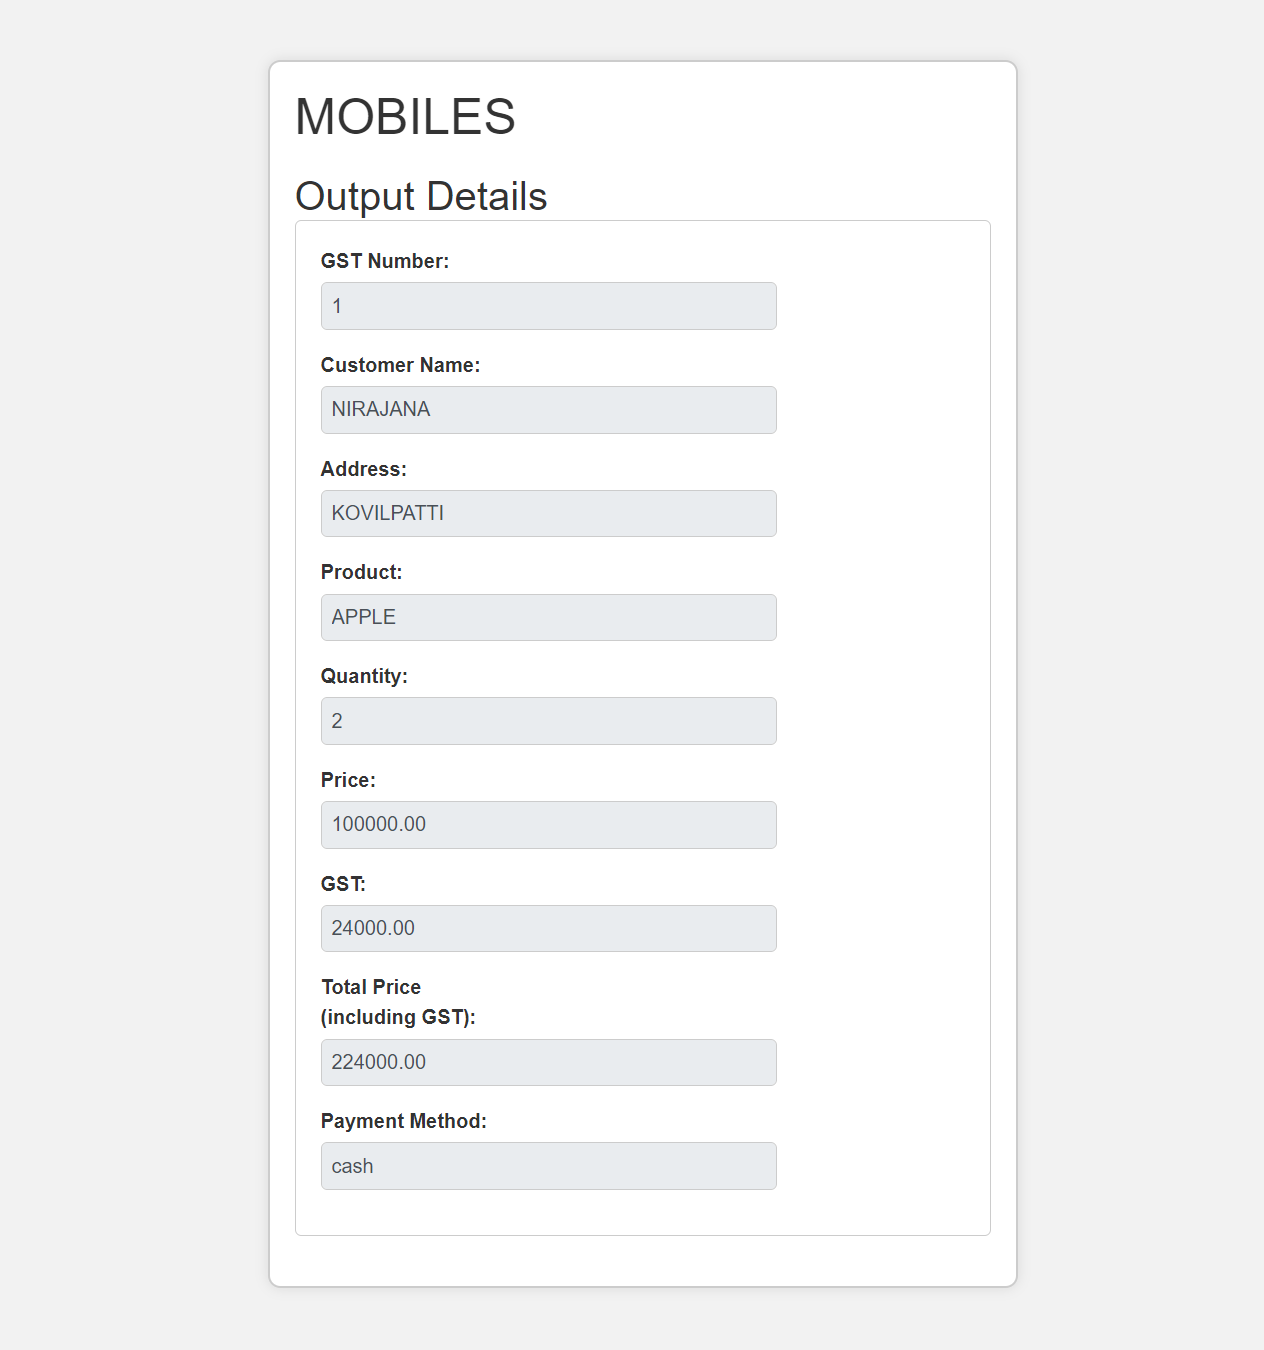 MOBILES
Output Details
GST Number:
1
Customer Name:
NIRAJANA
Address:
KOVILPATTI
Product:
APPLE
Quantity:
2
Price:
100000.00
GST:
24000.00
Total Price
(including GST):
224000.00
Payment Method:
cash